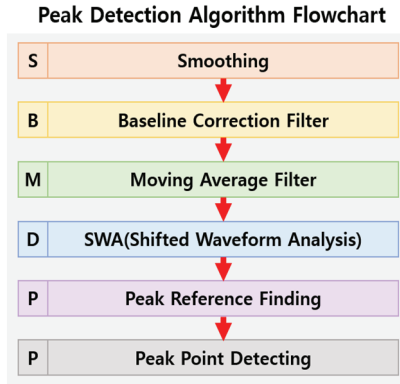 Peak Detection Algorithm Flowchart
S Smoothing
B Baseline Correction Filter
M Moving Average Filter
D SWA(Shifted Waveform Analysis)
P Peak Reference Finding
P Peak Point Detecting